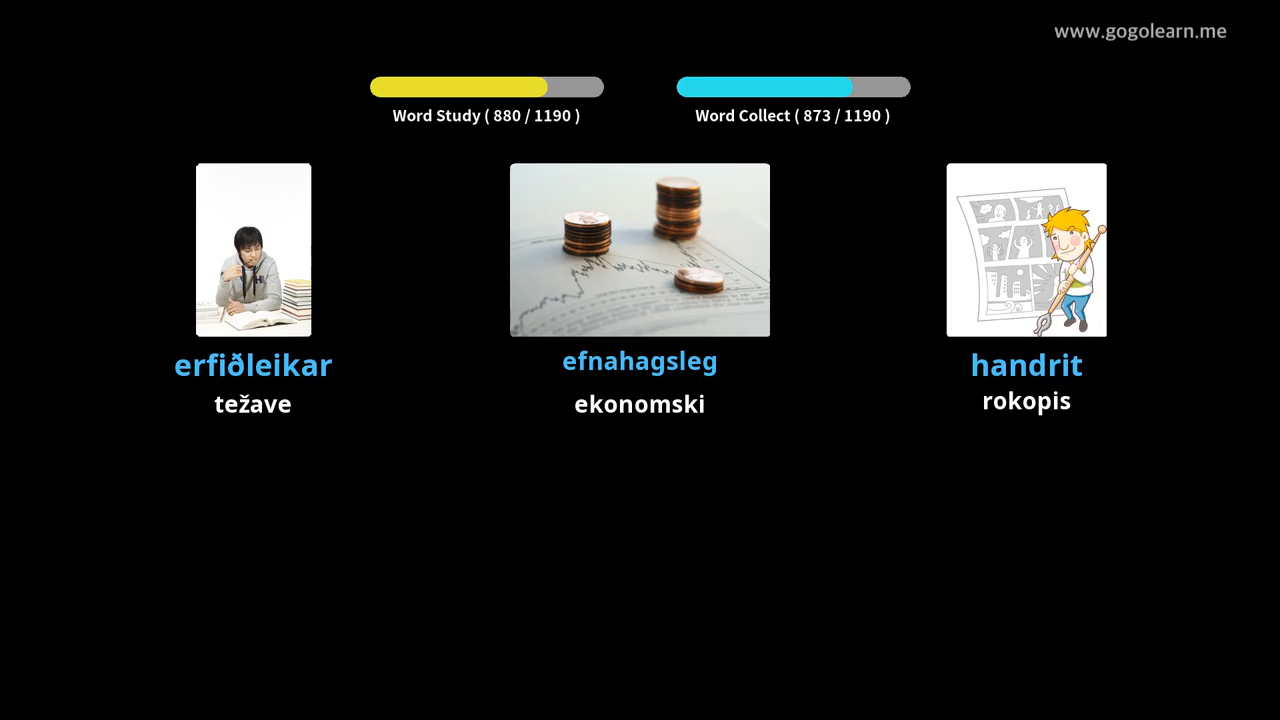 www.gogolearn.me
Word Study ( 880 / 1190 )
Word Collect ( 873 / 1190 )
erfiðleikar
težave
efnahagsleg
ekonomski
handrit
rokopis